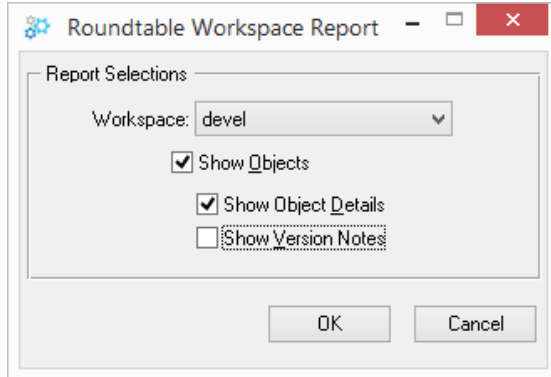 Roundtable Workspace Report
Report Selections
Workspace: devel
Show Objects
Show Object Details
Show Version Notes
OK Cancel